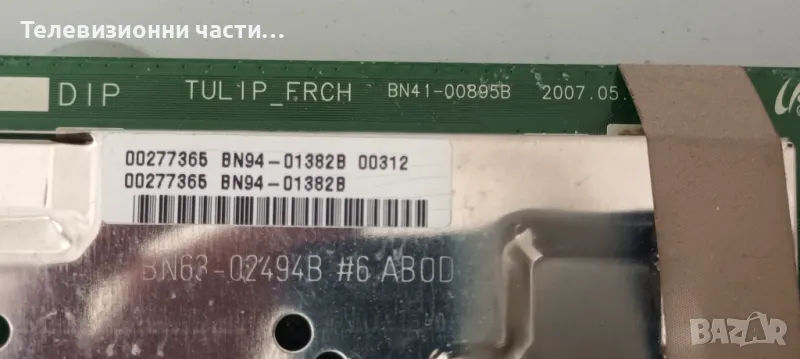 Телевизионни части...
DIP TULIP_FRCH BN41-00895B 2007.05.
00277365 BN94-01382B 00312
00277365 BN94-01382B
BN63-02494B #6 ABOD
BAZAR